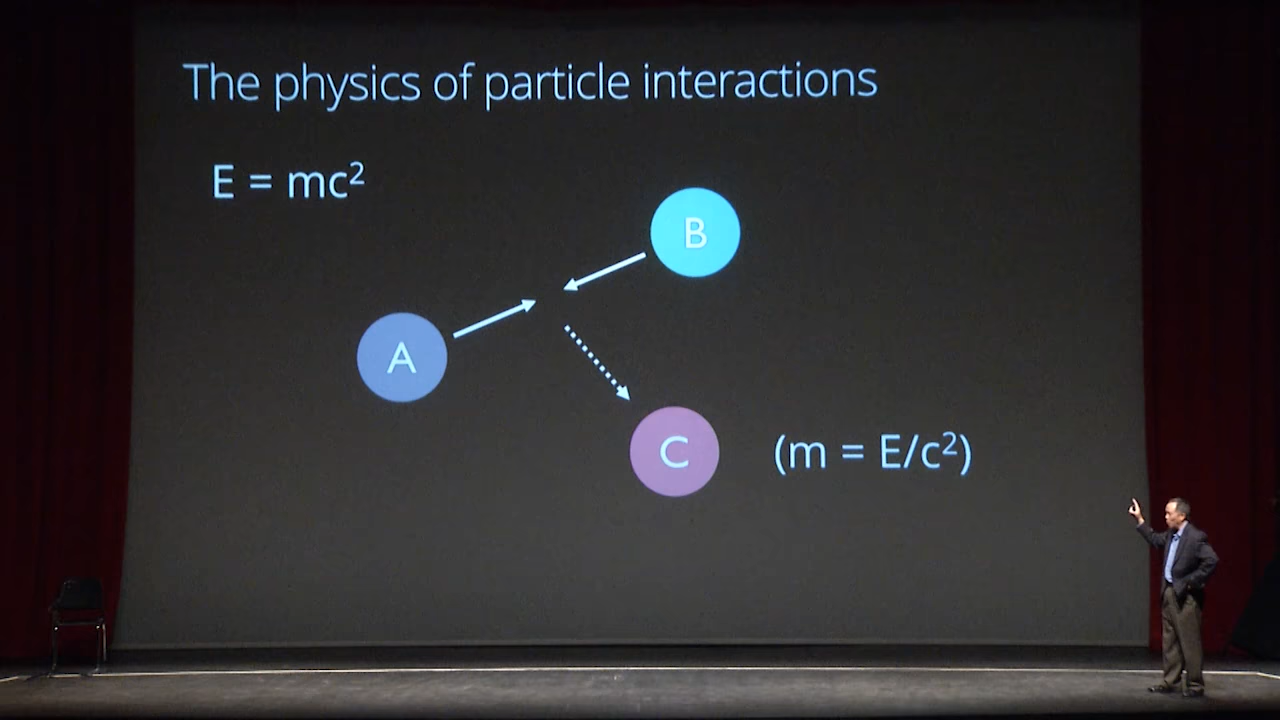 The physics of particle interactions
E = mc²
B
A
C
(m = E/c²)